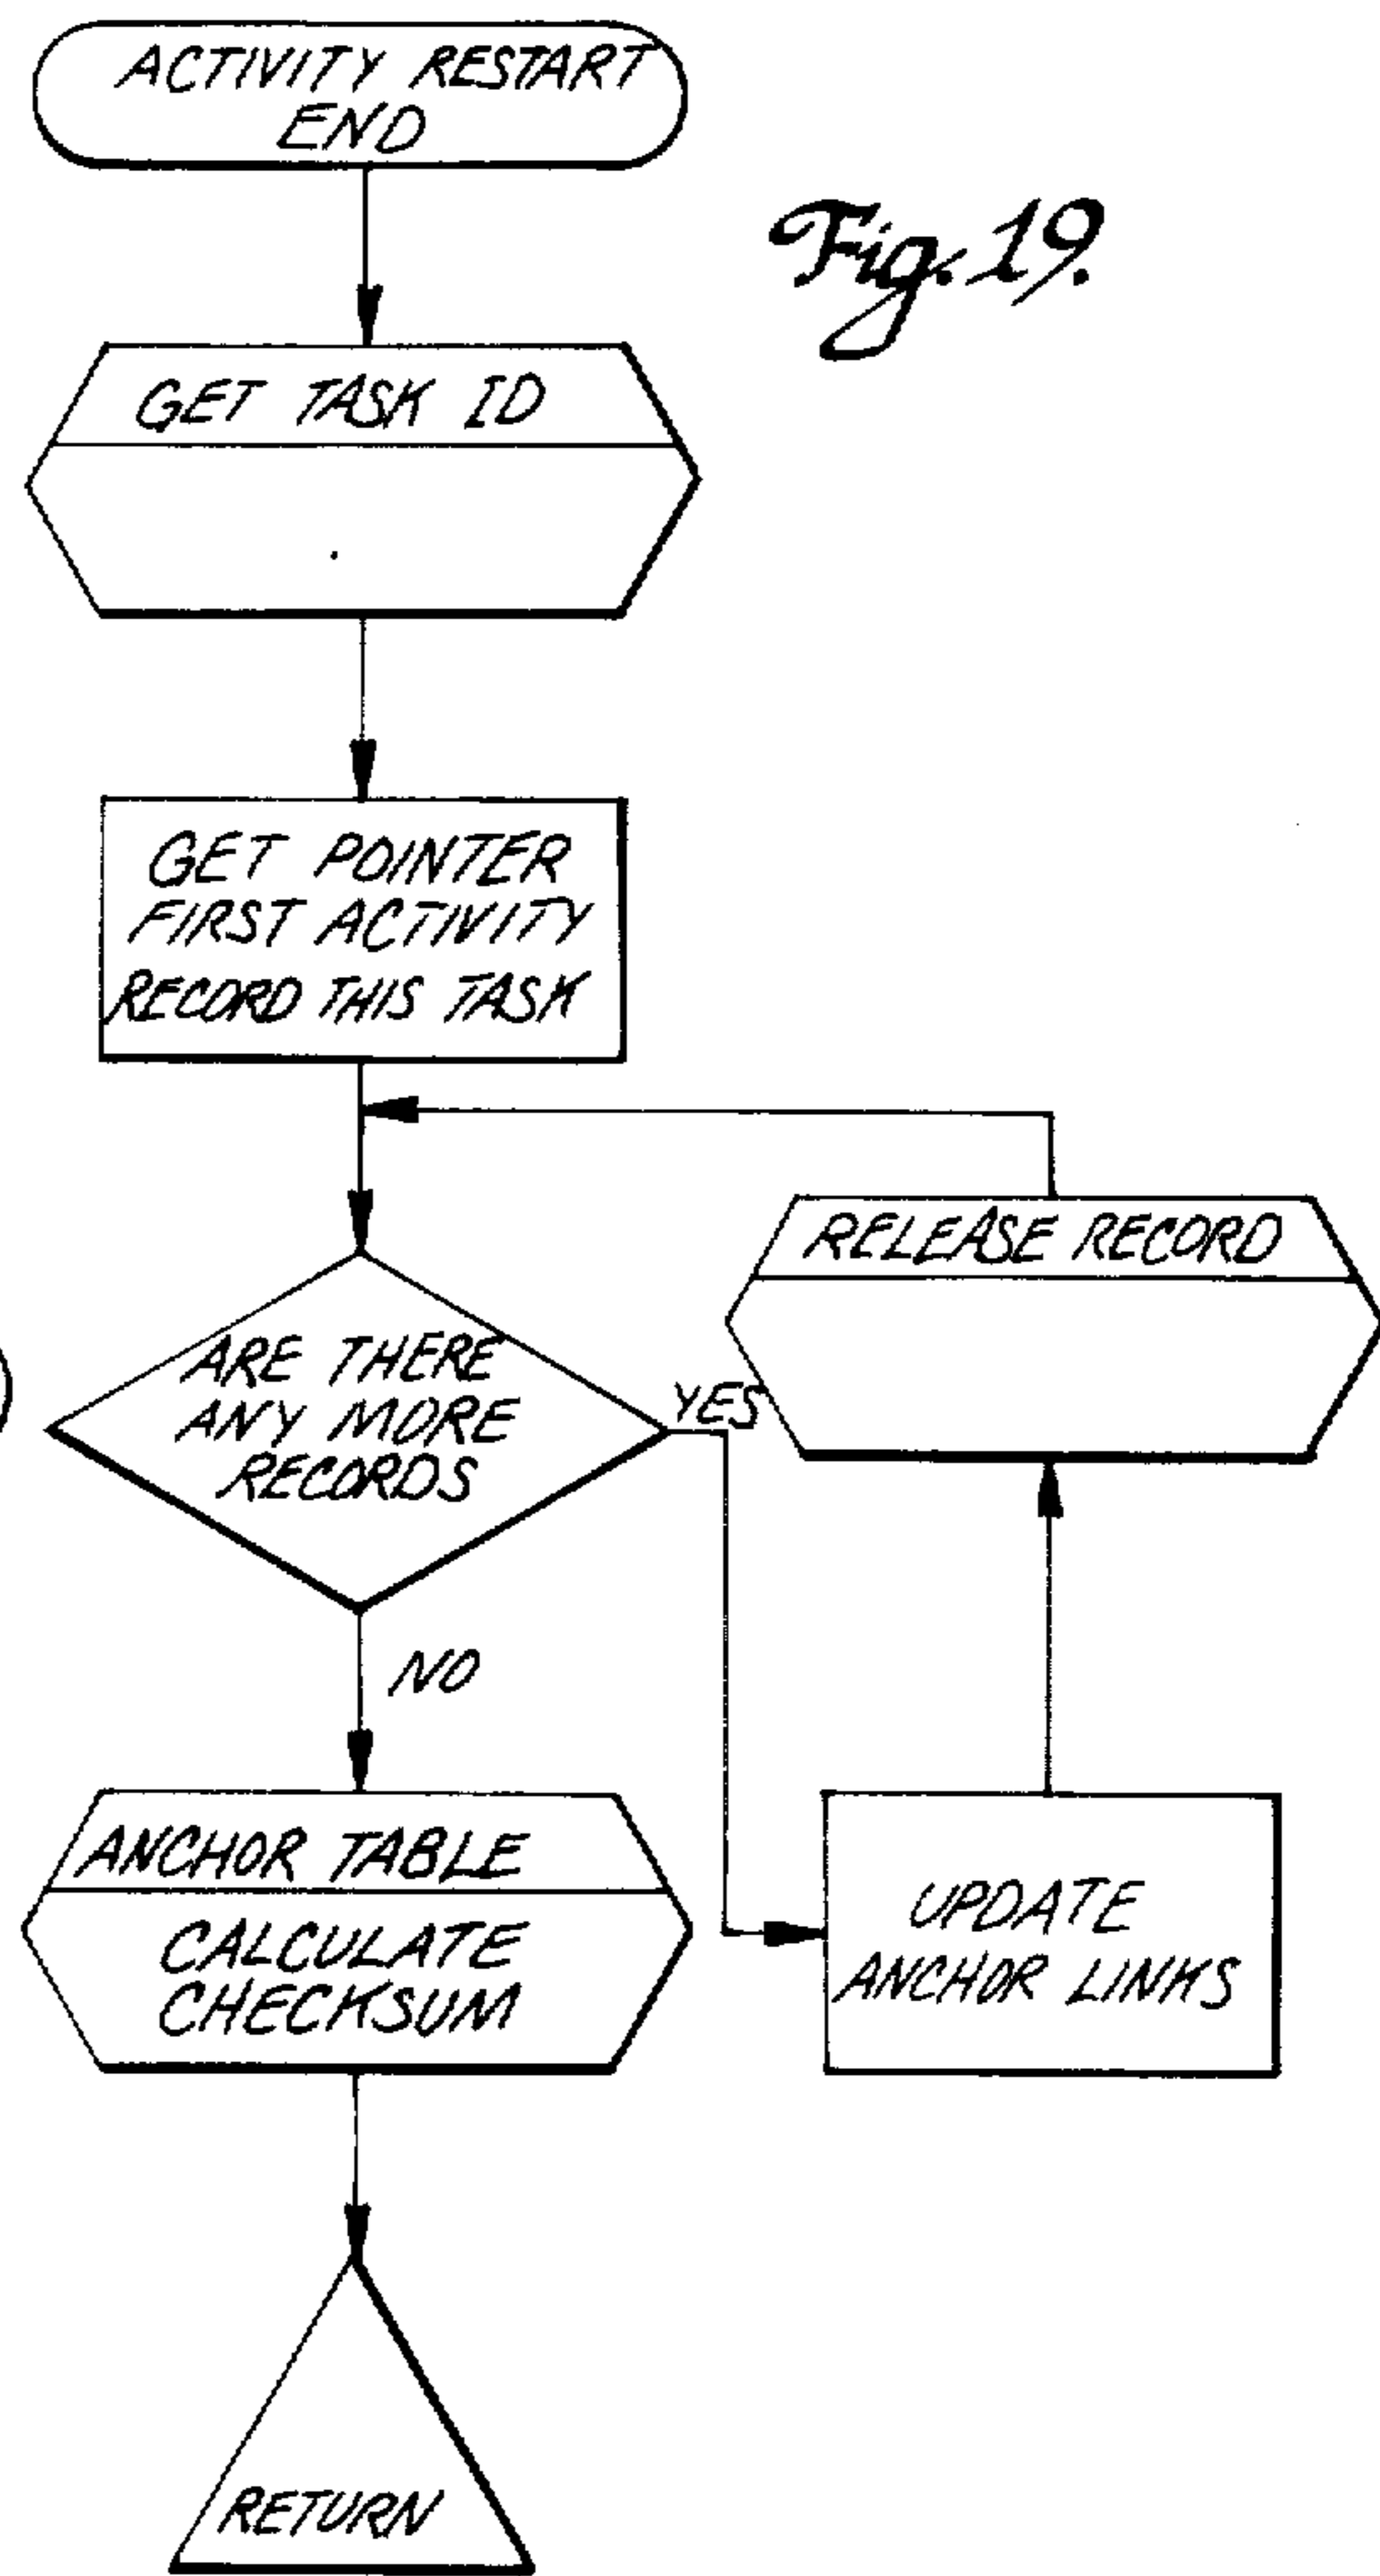 ACTIVITY RESTART
END
Fig. 19.
GET TASK ID
GET POINTER
FIRST ACTIVITY
RECORD THIS TASK
RELEASE RECORD
ARE THERE
ANY MORE
RECORDS
YES
NO
ANCHOR TABLE
CALCULATE
CHECKSUM
UPDATE
ANCHOR LINKS
RETURN